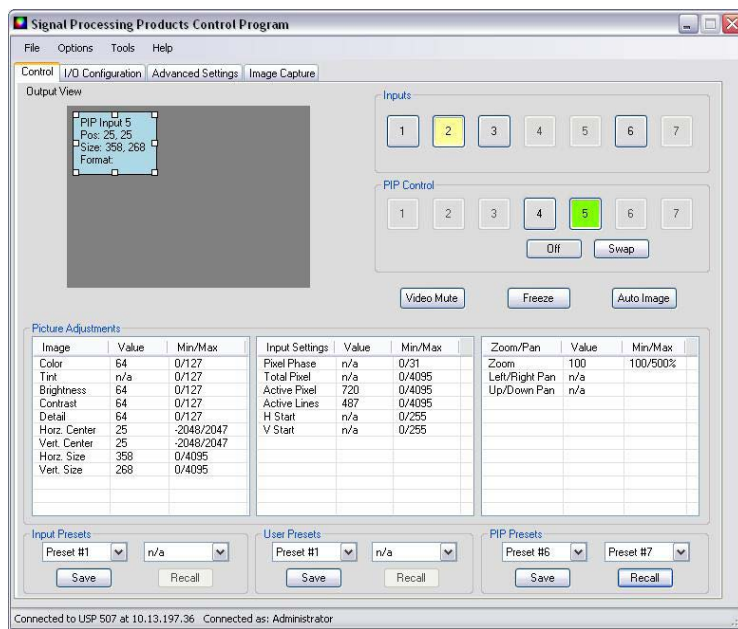 Signal Processing Products Control Program
File Options Tools Help
Control I/O Configuration Advanced Settings Image Capture
Output View
PIP Input 5
Pos: 25, 25
Size: 358, 268
Format:
Inputs
1 2 3 4 5 6 7
PIP Control
1 2 3 4 5 6 7
Off Swap
Video Mute Freeze Auto Image
Picture Adjustments
Image Value Min/Max
Color 64 0/127
Tint n/a 0/127
Brightness 64 0/127
Contrast 64 0/127
Detail 64 0/127
Horz. Center 25 -2048/2047
Vert. Center 25 -2048/2047
Horz. Size 358 0/4095
Vert. Size 268 0/4095
Input Settings Value Min/Max
Pixel Phase n/a 0/31
Total Pixel n/a 0/4095
Active Pixel 720 0/4095
Active Lines 487 0/4095
H Start n/a 0/255
V Start n/a 0/255
Zoom/Pan Value Min/Max
Zoom 100 100/500%
Left/Right Pan n/a
Up/Down Pan n/a
Input Presets
Preset #1 n/a
Save Recall
User Presets
Preset #1 n/a
Save Recall
PIP Presets
Preset #6 Preset #7
Save Recall
Connected to USP 507 at 10.13.197.36 Connected as: Administrator